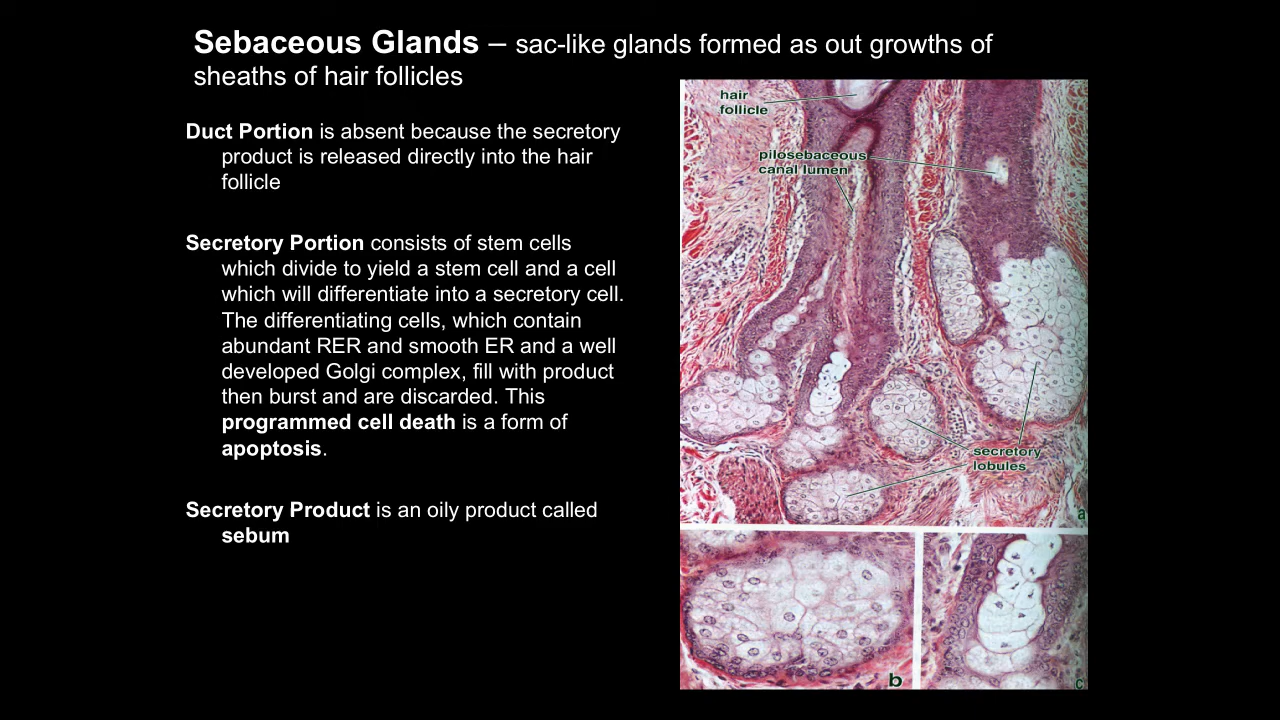 Sebaceous Glands – sac-like glands formed as out growths of
sheaths of hair follicles
Duct Portion is absent because the secretory
product is released directly into the hair
follicle
Secretory Portion consists of stem cells
which divide to yield a stem cell and a cell
which will differentiate into a secretory cell.
The differentiating cells, which contain
abundant RER and smooth ER and a well
developed Golgi complex, fill with product
then burst and are discarded. This
programmed cell death is a form of
apoptosis.
Secretory Product is an oily product called
sebum
hair
follicle
pilosebaceous
canal lumen
secretory
lobules
a
b
c